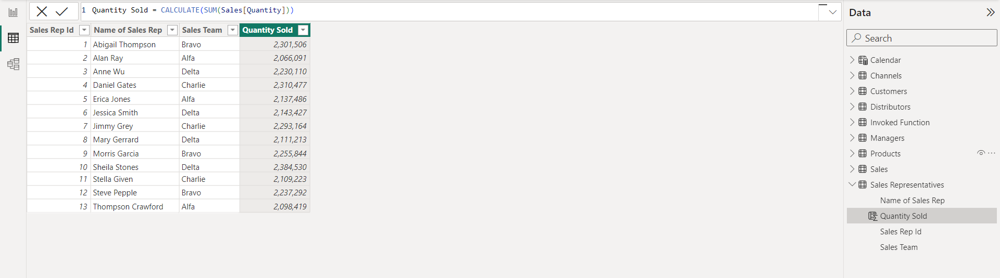 1 Quantity Sold = CALCULATE(SUM(Sales[Quantity]))
Sales Rep Id Name of Sales Rep Sales Team Quantity Sold
1 Abigail Thompson Bravo 2,301,506
2 Alan Ray Alfa 2,066,091
3 Anne Wu Delta 2,230,110
4 Daniel Gates Charlie 2,310,477
5 Erica Jones Alfa 2,137,486
6 Jessica Smith Delta 2,143,427
7 Jimmy Grey Charlie 2,293,164
8 Mary Gerrard Delta 2,111,213
9 Morris Garcia Bravo 2,255,844
10 Sheila Stones Delta 2,384,530
11 Stella Given Charlie 2,109,223
12 Steve Pepple Bravo 2,237,292
13 Thompson Crawford Alfa 2,098,419
Data
Search
Calendar
Channels
Customers
Distributors
Invoked Function
Managers
Products
Sales
Sales Representatives
Name of Sales Rep
Quantity Sold
Sales Rep Id
Sales Team